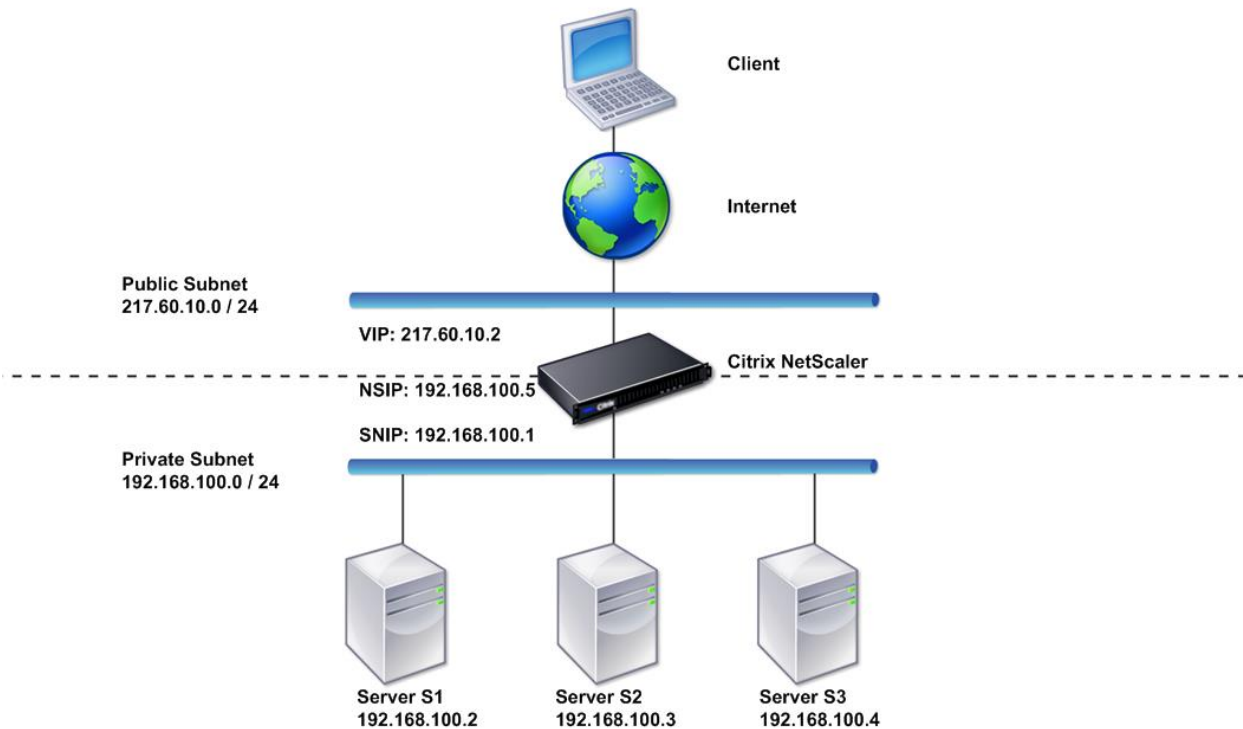 Client
Internet
Public Subnet
217.60.10.0 / 24
VIP: 217.60.10.2
Citrix NetScaler
NSIP: 192.168.100.5
SNIP: 192.168.100.1
Private Subnet
192.168.100.0 / 24
Server S1
192.168.100.2
Server S2
192.168.100.3
Server S3
192.168.100.4